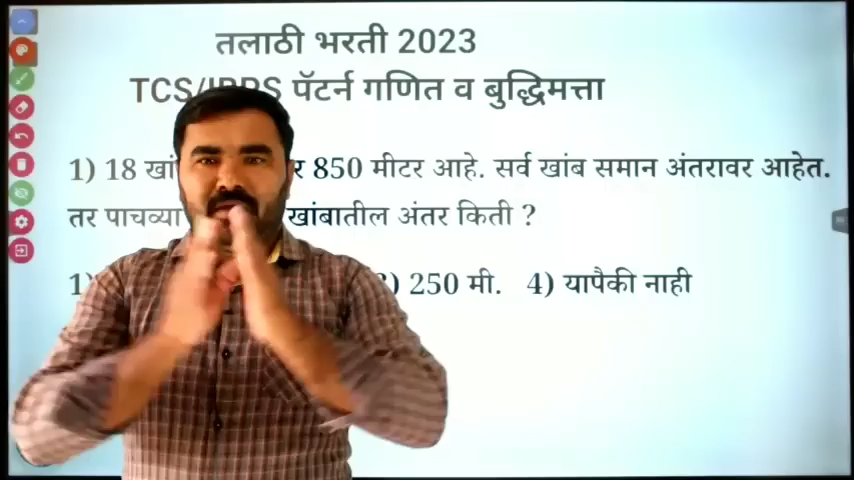 तलाठी भरती 2023
TCS/IBPS पॅटर्न गणित व बुद्धिमत्ता
1) 18 850 मीटर आहे. सर्व खांब समान अंतरावर आहेत.
तर पाचव्या खांबातील अंतर किती ?
1) 250 मी. 4) यापैकी नाही